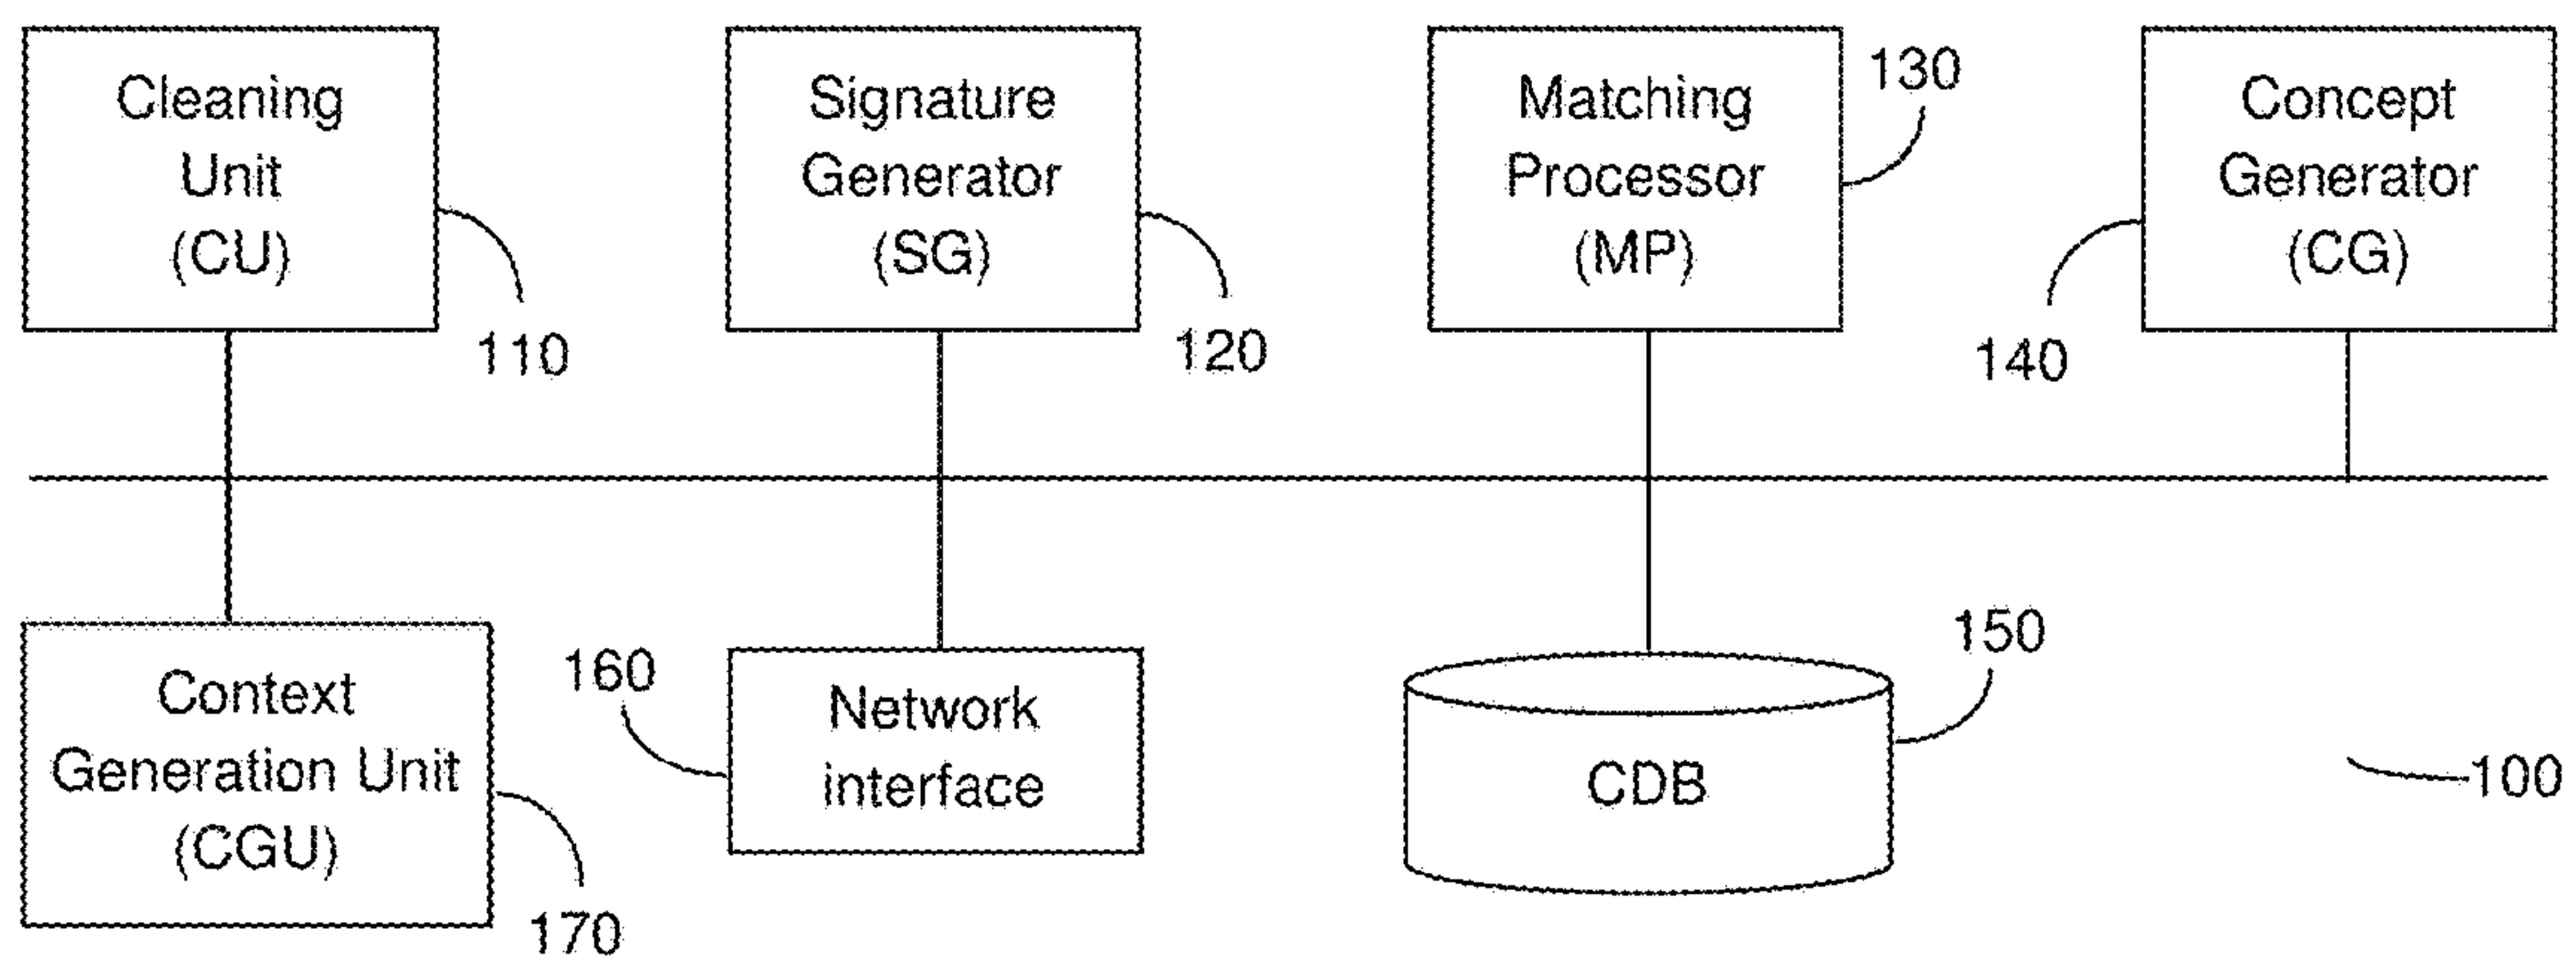 Cleaning
Unit
(CU)
110
Signature
Generator
(SG)
120
Matching
Processor
(MP)
130
Concept
Generator
(CG)
140
Context
Generation Unit
(CGU)
170
160
Network
interface
CDB
150
100